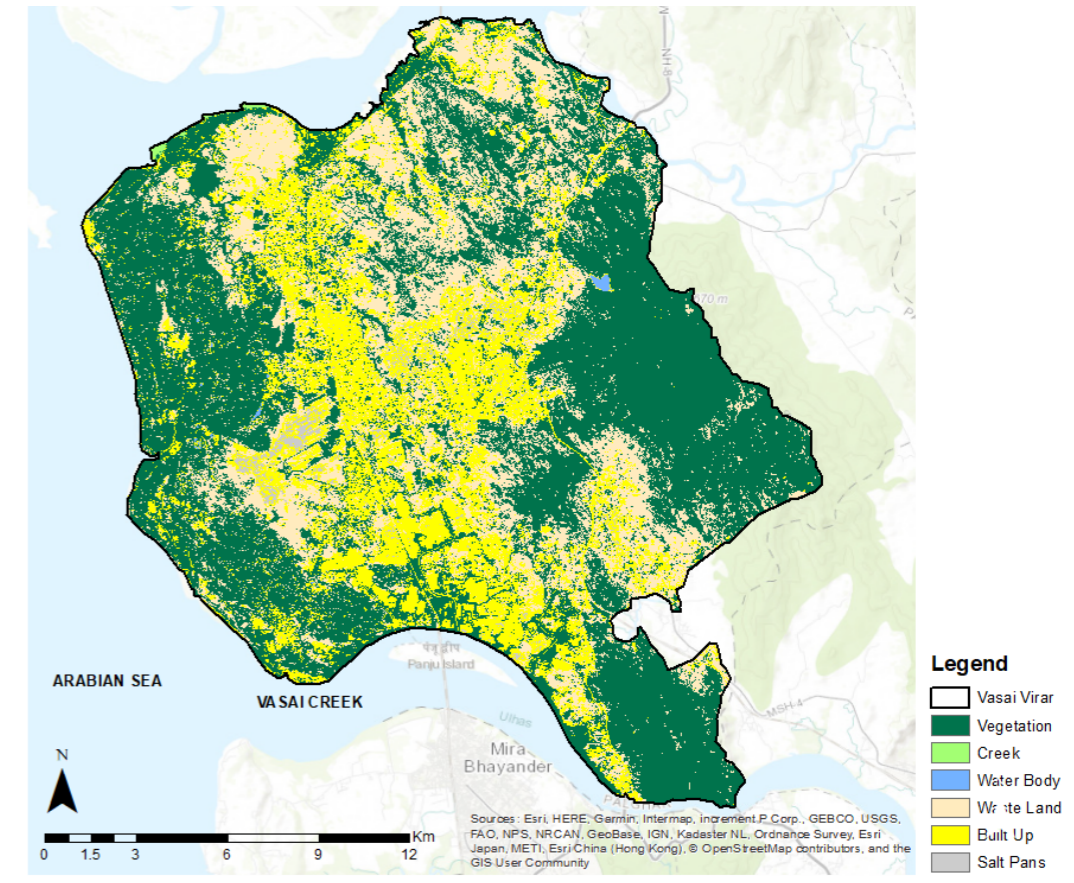 NH-8
70 m
ARABIAN SEA
VASAI CREEK
Panju Island
Ulhas
Mira
Bhayander
MSH-4
N
Km
0 1.5 3 6 9 12
Sources: Esri, HERE, Garmin, Intermap, increment P Corp., GEBCO, USGS,
FAO, NPS, NRCAN, GeoBase, IGN, Kadaster NL, Ordnance Survey, Esri
Japan, METI, Esri China (Hong Kong), © OpenStreetMap contributors, and the
GIS User Community
Legend
Vasai Virar
Vegetation
Creek
Water Body
Waste Land
Built Up
Salt Pans